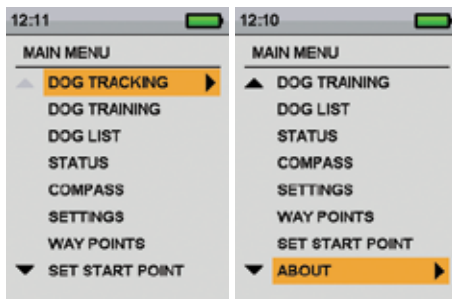 12:11
MAIN MENU
DOG TRACKING
DOG TRAINING
DOG LIST
STATUS
COMPASS
SETTINGS
WAY POINTS
SET START POINT
12:10
MAIN MENU
DOG TRAINING
DOG LIST
STATUS
COMPASS
SETTINGS
WAY POINTS
SET START POINT
ABOUT